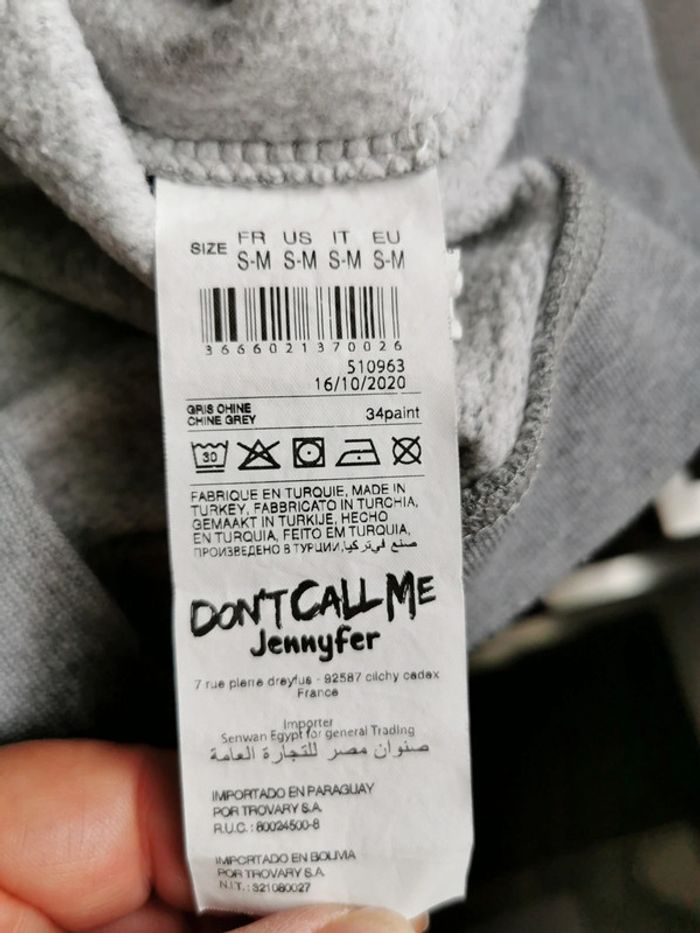 SIZE FR US IT EU
S-M S-M S-M S-M
3666021370026
510963
16/10/2020
GRIS CHINE
CHINE GREY 34paint
30
FABRIQUE EN TURQUIE, MADE IN
TURKEY, FABBRICATO IN TURCHIA,
GEMAAKT IN TURKIJE, HECHO
EN TURQUIA, FEITO EM TURQUIA,
ПРОИЗВЕДЕНО В ТУРЦИИ, صنع في تركيا
DON'T CALL ME
Jennyfer
7 rue pierre dreyfus - 92587 clichy cedex
France
Importer
Senwan Egypt for general Trading
صنوان مصر للتجارة العامة
IMPORTADO EN PARAGUAY
POR TROVARY S.A.
R.U.C.: 80024500-8
IMPORTADO EN BOLIVIA
POR TROVARY S.A.
N.I.T.: 321080027